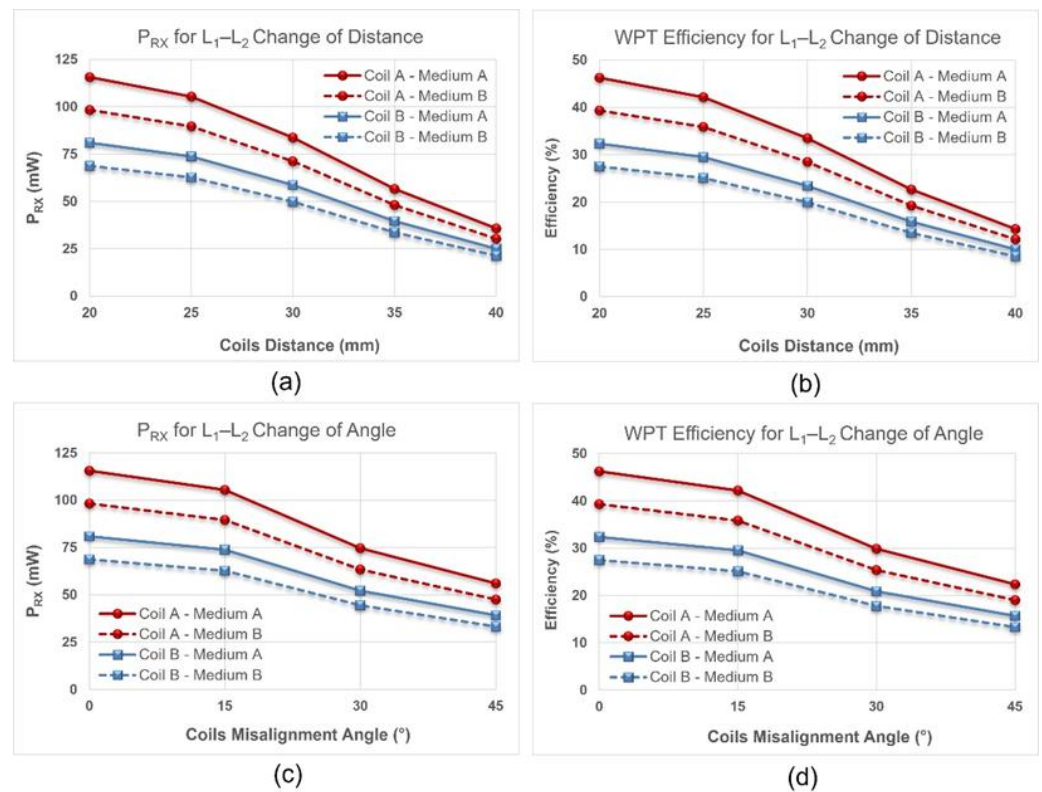 P_RX for L₁–L₂ Change of Distance
125
100
75
50
25
0
P_RX (mW)
Coil A - Medium A
Coil A - Medium B
Coil B - Medium A
Coil B - Medium B
20 25 30 35 40
Coils Distance (mm)
(a)
WPT Efficiency for L₁–L₂ Change of Distance
50
40
30
20
10
0
Efficiency (%)
Coil A - Medium A
Coil A - Medium B
Coil B - Medium A
Coil B - Medium B
20 25 30 35 40
Coils Distance (mm)
(b)
P_RX for L₁–L₂ Change of Angle
125
100
75
50
25
0
P_RX (mW)
Coil A - Medium A
Coil A - Medium B
Coil B - Medium A
Coil B - Medium B
0 15 30 45
Coils Misalignment Angle (°)
(c)
WPT Efficiency for L₁–L₂ Change of Angle
50
40
30
20
10
0
Efficiency (%)
Coil A - Medium A
Coil A - Medium B
Coil B - Medium A
Coil B - Medium B
0 15 30 45
Coils Misalignment Angle (°)
(d)